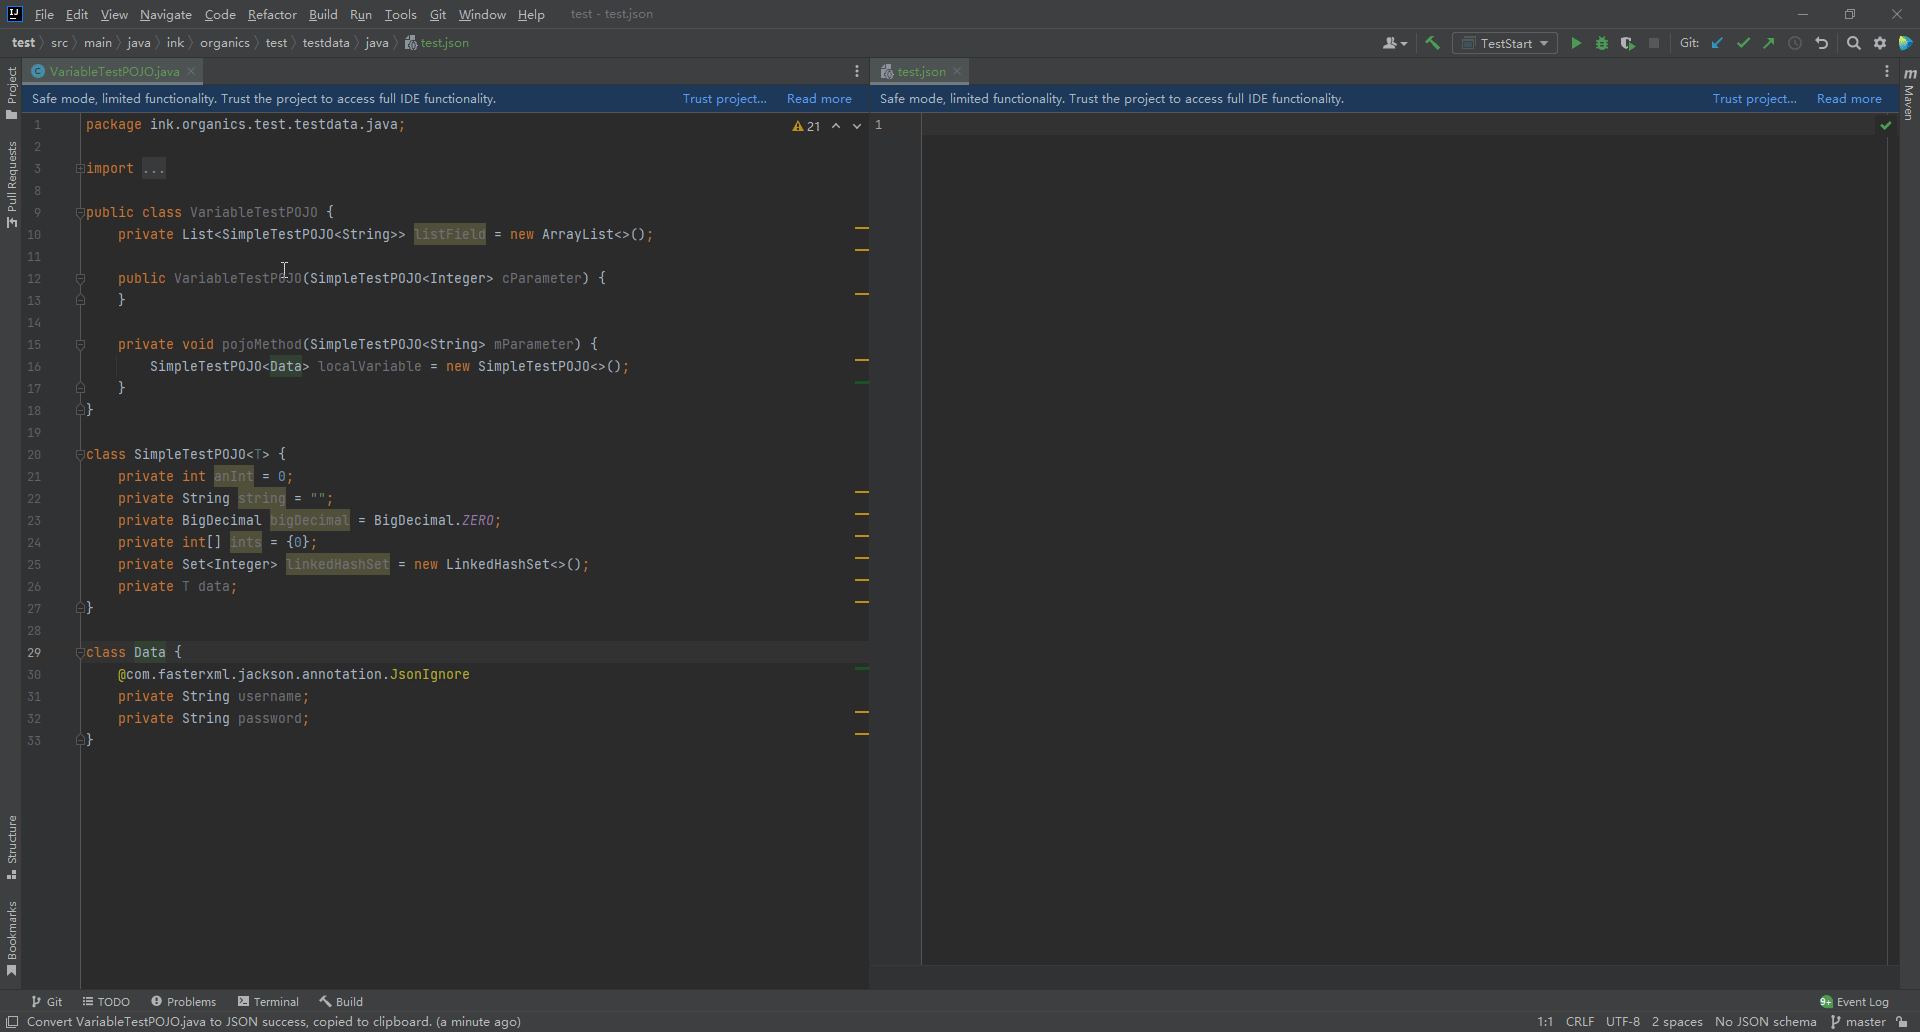 File Edit View Navigate Code Refactor Build Run Tools Git Window Help test - test.json
test src main java ink organics test testdata java test.json TestStart Git:
VariableTestPOJO.java test.json
Safe mode, limited functionality. Trust the project to access full IDE functionality. Trust project... Read more
Safe mode, limited functionality. Trust the project to access full IDE functionality. Trust project... Read more
Project
Pull Requests
Structure
Bookmarks
m Maven
21
1 package ink.organics.test.testdata.java;
2
3 import ...
8
9 public class VariableTestPOJO {
10 private List<SimpleTestPOJO<String>> listField = new ArrayList<>();
11
12 public VariableTestPOJO(SimpleTestPOJO<Integer> cParameter) {
13 }
14
15 private void pojoMethod(SimpleTestPOJO<String> mParameter) {
16 SimpleTestPOJO<Data> localVariable = new SimpleTestPOJO<>();
17 }
18 }
19
20 class SimpleTestPOJO<T> {
21 private int anInt = 0;
22 private String string = "";
23 private BigDecimal bigDecimal = BigDecimal.ZERO;
24 private int[] ints = {0};
25 private Set<Integer> linkedHashSet = new LinkedHashSet<>();
26 private T data;
27 }
28
29 class Data {
30 @com.fasterxml.jackson.annotation.JsonIgnore
31 private String username;
32 private String password;
33 }
1
Git TODO Problems Terminal Build 9+ Event Log
Convert VariableTestPOJO.java to JSON success, copied to clipboard. (a minute ago) 1:1 CRLF UTF-8 2 spaces No JSON schema master